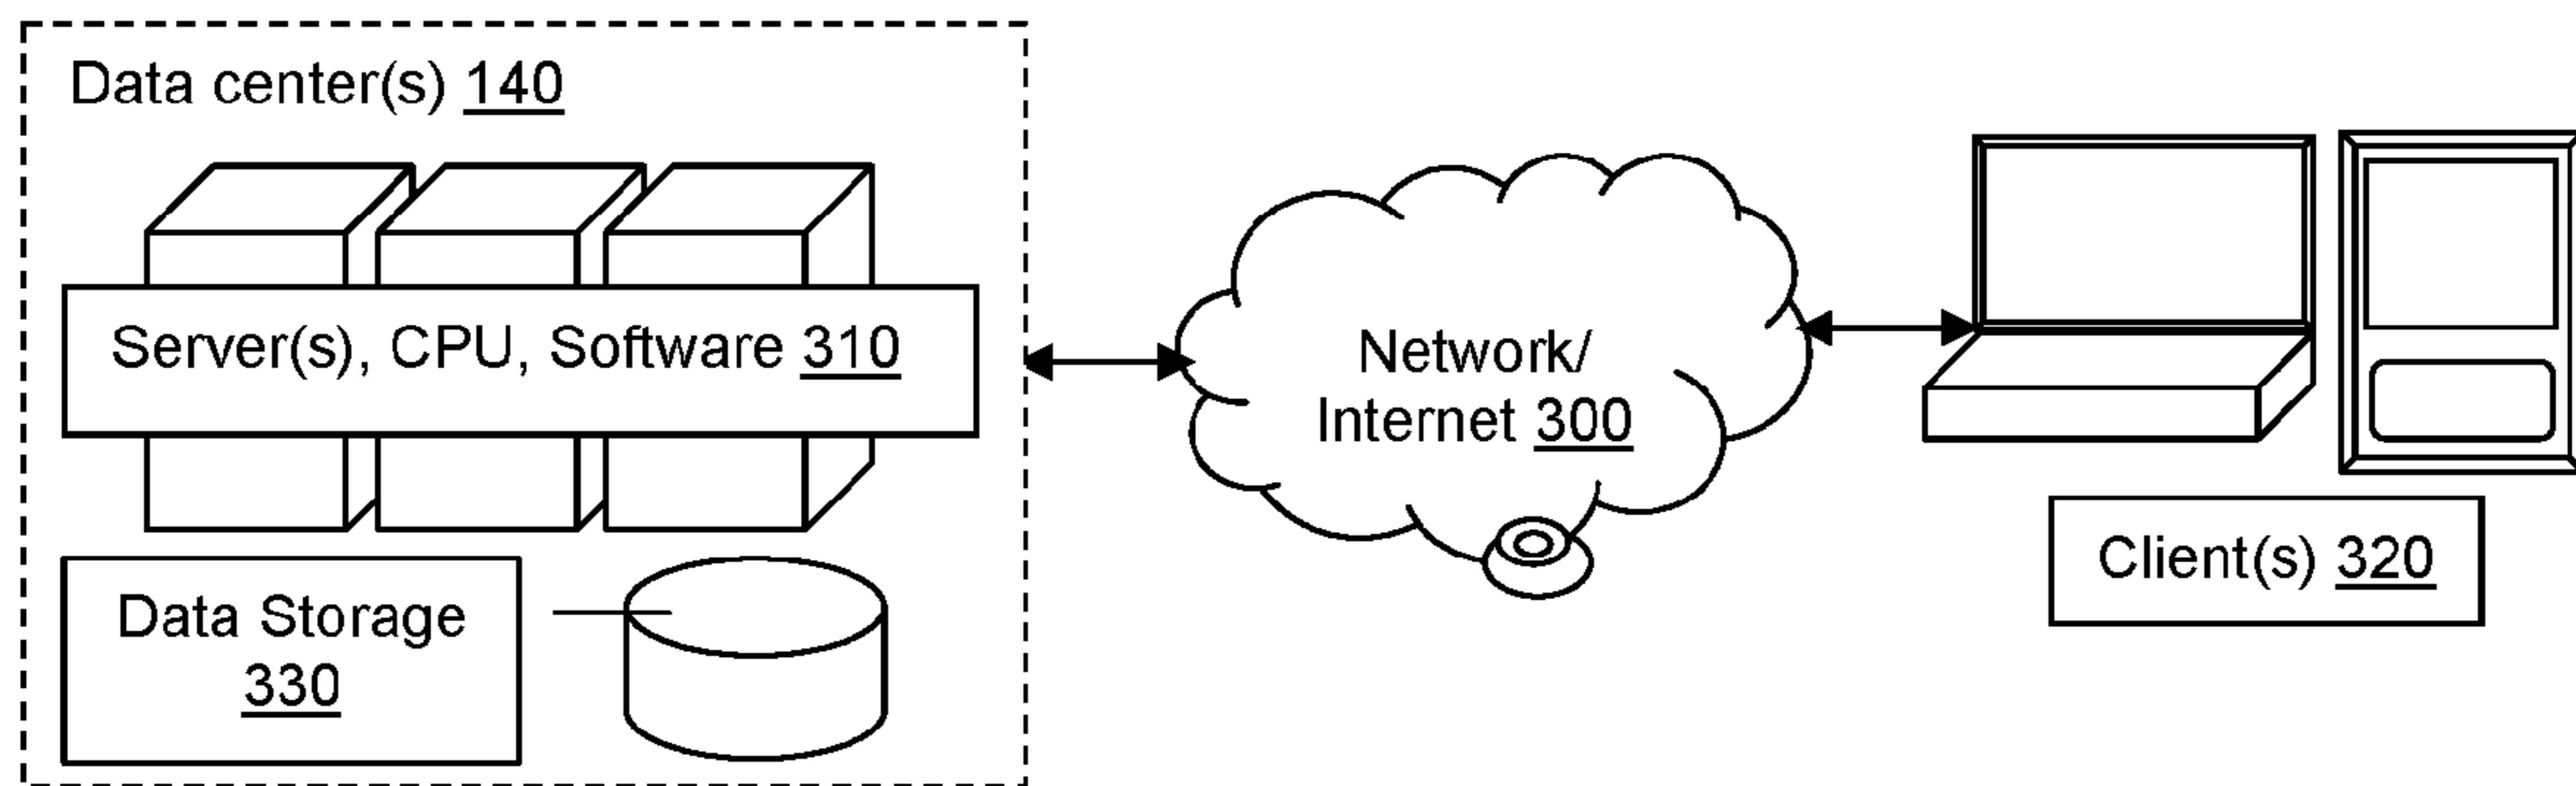 Data center(s) 140
Server(s), CPU, Software 310
Data Storage
330
Network/
Internet 300
Client(s) 320